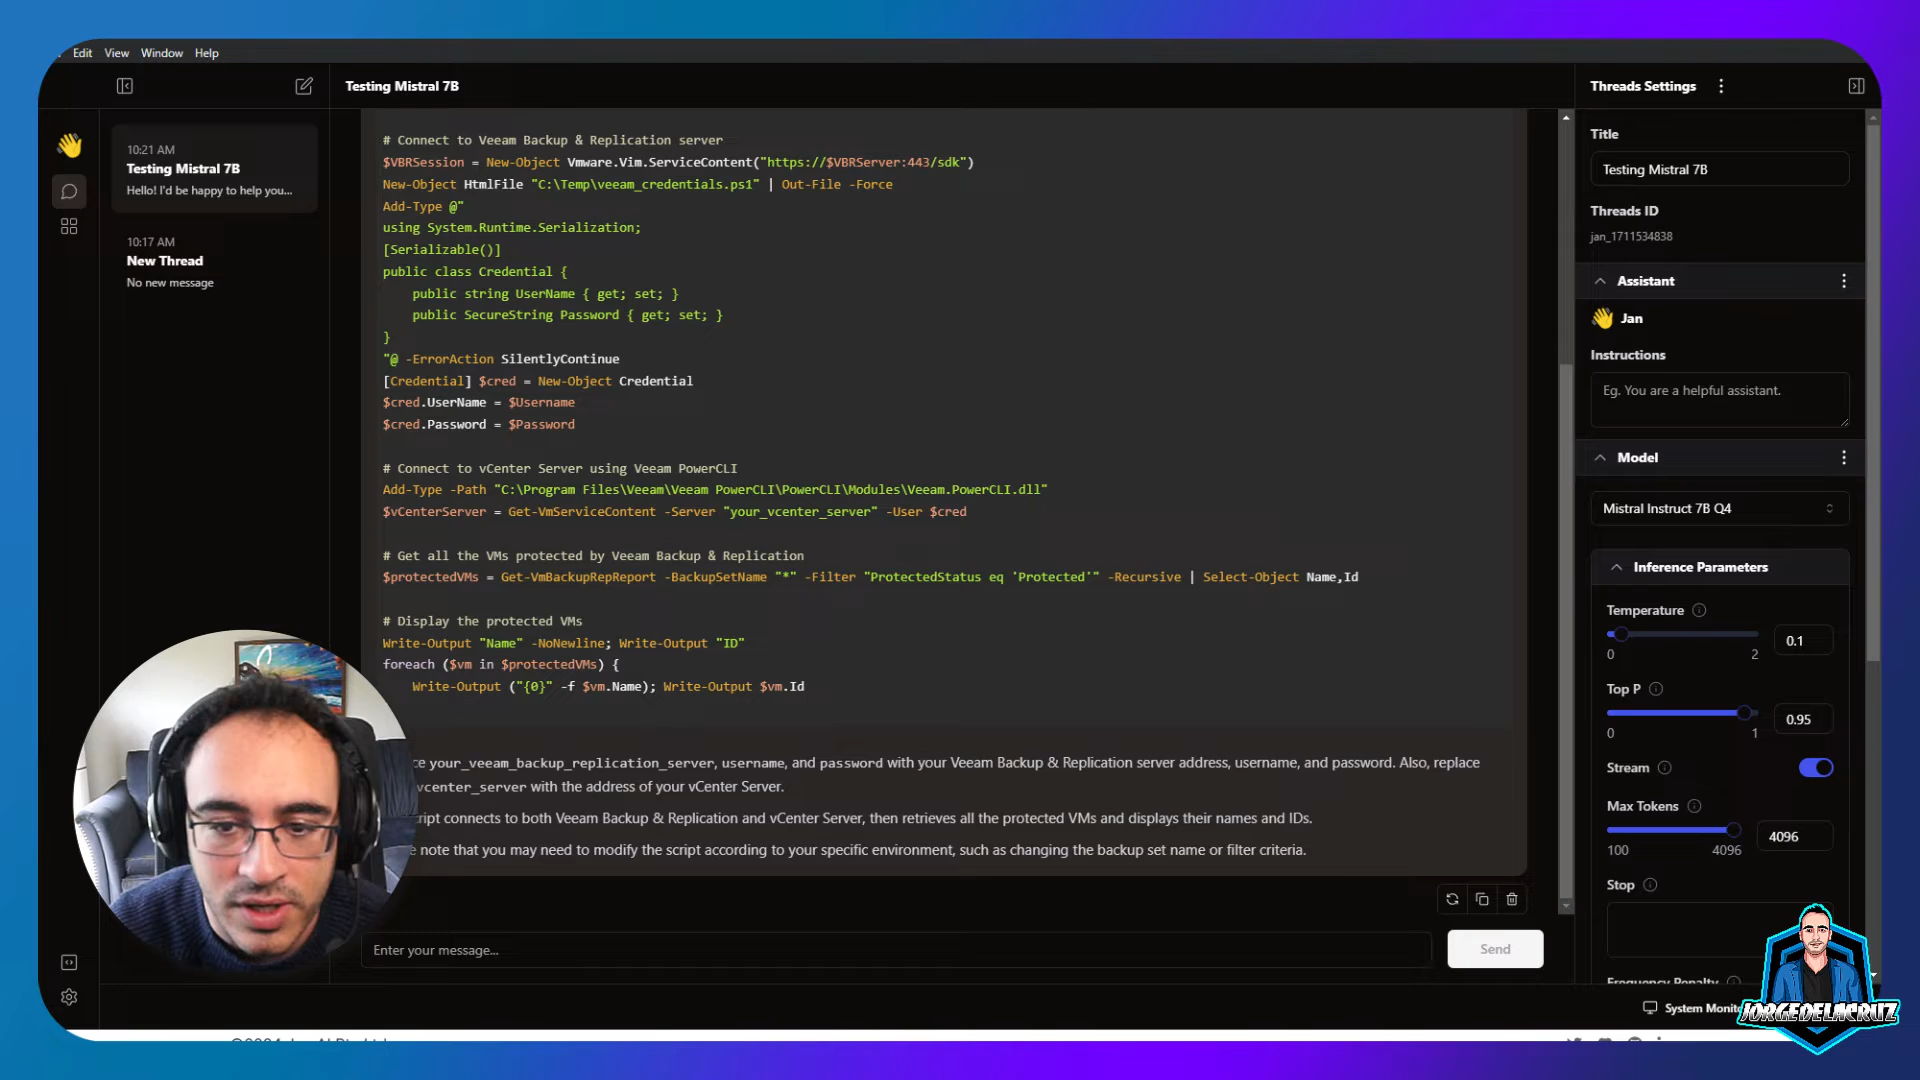 Edit View Window Help
Testing Mistral 7B
Threads Settings
10:21 AM
Testing Mistral 7B
Hello! I'd be happy to help you...
10:17 AM
New Thread
No new message
# Connect to Veeam Backup & Replication server
$VBRSession = New-Object Vmware.Vim.ServiceContent("https://$VBRServer:443/sdk")
New-Object HtmlFile "C:\Temp\veeam_credentials.ps1" | Out-File -Force
Add-Type @"
using System.Runtime.Serialization;
[Serializable()]
public class Credential {
public string UserName { get; set; }
public SecureString Password { get; set; }
}
"@ -ErrorAction SilentlyContinue
[Credential] $cred = New-Object Credential
$cred.UserName = $Username
$cred.Password = $Password
# Connect to vCenter Server using Veeam PowerCLI
Add-Type -Path "C:\Program Files\Veeam\Veeam PowerCLI\PowerCLI\Modules\Veeam.PowerCLI.dll"
$vCenterServer = Get-VmServiceContent -Server "your_vcenter_server" -User $cred
# Get all the VMs protected by Veeam Backup & Replication
$protectedVMs = Get-VmBackupRepReport -BackupSetName "*" -Filter "ProtectedStatus eq 'Protected'" -Recursive | Select-Object Name,Id
# Display the protected VMs
Write-Output "Name" -NoNewline; Write-Output "ID"
foreach ($vm in $protectedVMs) {
Write-Output ("{0}" -f $vm.Name); Write-Output $vm.Id
your_veeam_backup_replication_server, username, and password with your Veeam Backup & Replication server address, username, and password. Also, replace
vcenter_server with the address of your vCenter Server.
connects to both Veeam Backup & Replication and vCenter Server, then retrieves all the protected VMs and displays their names and IDs.
note that you may need to modify the script according to your specific environment, such as changing the backup set name or filter criteria.
Enter your message...
Send
Title
Testing Mistral 7B
Threads ID
jan_1711534838
Assistant
Jan
Instructions
Eg. You are a helpful assistant.
Model
Mistral Instruct 7B Q4
Inference Parameters
Temperature
0.1
0 2
Top P
0.95
0 1
Stream
Max Tokens
4096
100 4096
Stop
Frequency Penalty
System
JORGEDELACRUZ